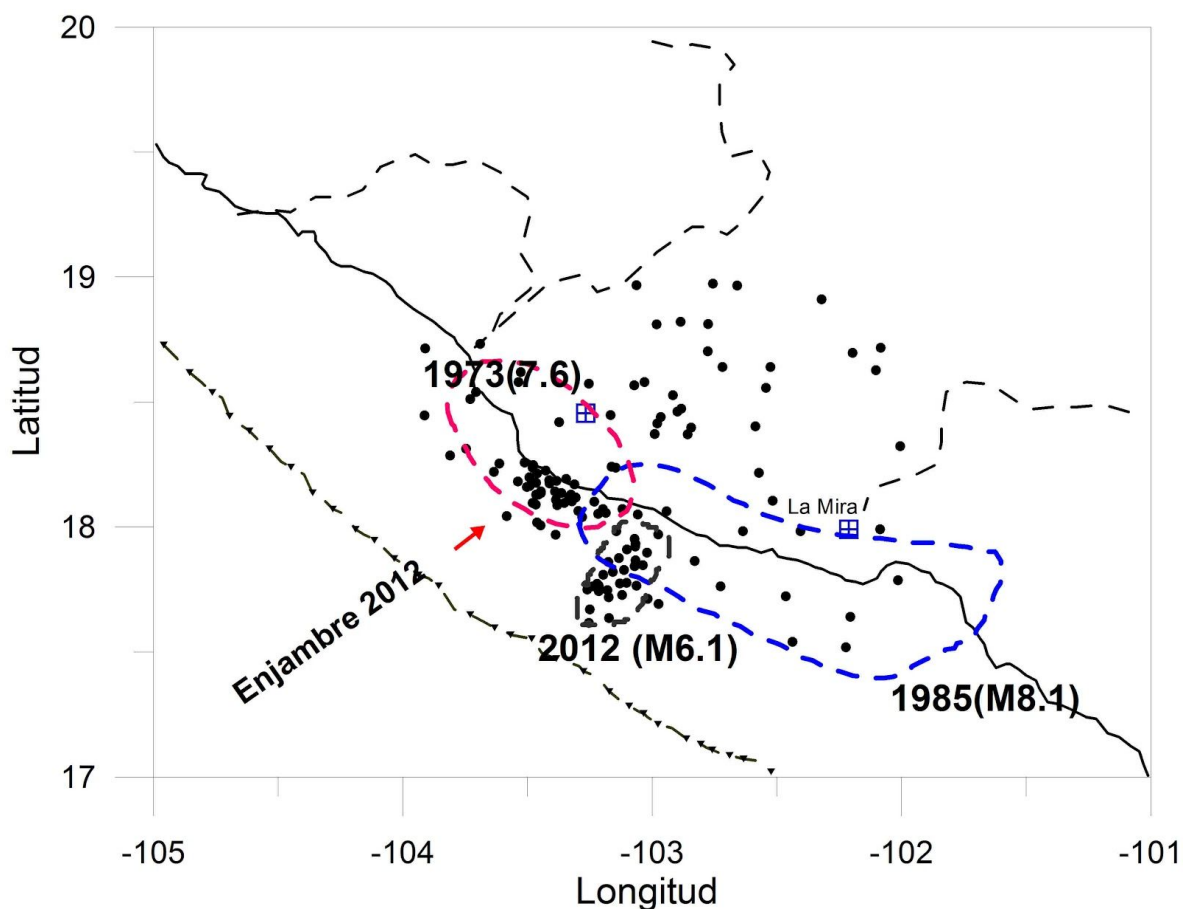 20
19
18
17
Latitud
1973(7.6)
La Mira
Enjambre 2012
2012 (M6.1)
1985(M8.1)
-105
-104
-103
-102
-101
Longitud